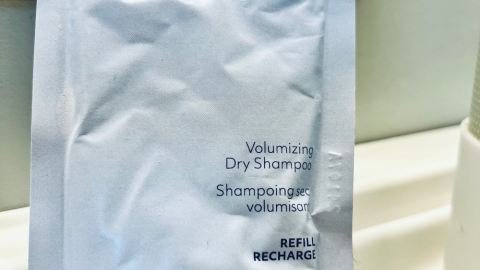 Volumizing
Dry Shampoo
Shampoing sec
volumisant
REFILL
RECHARGE